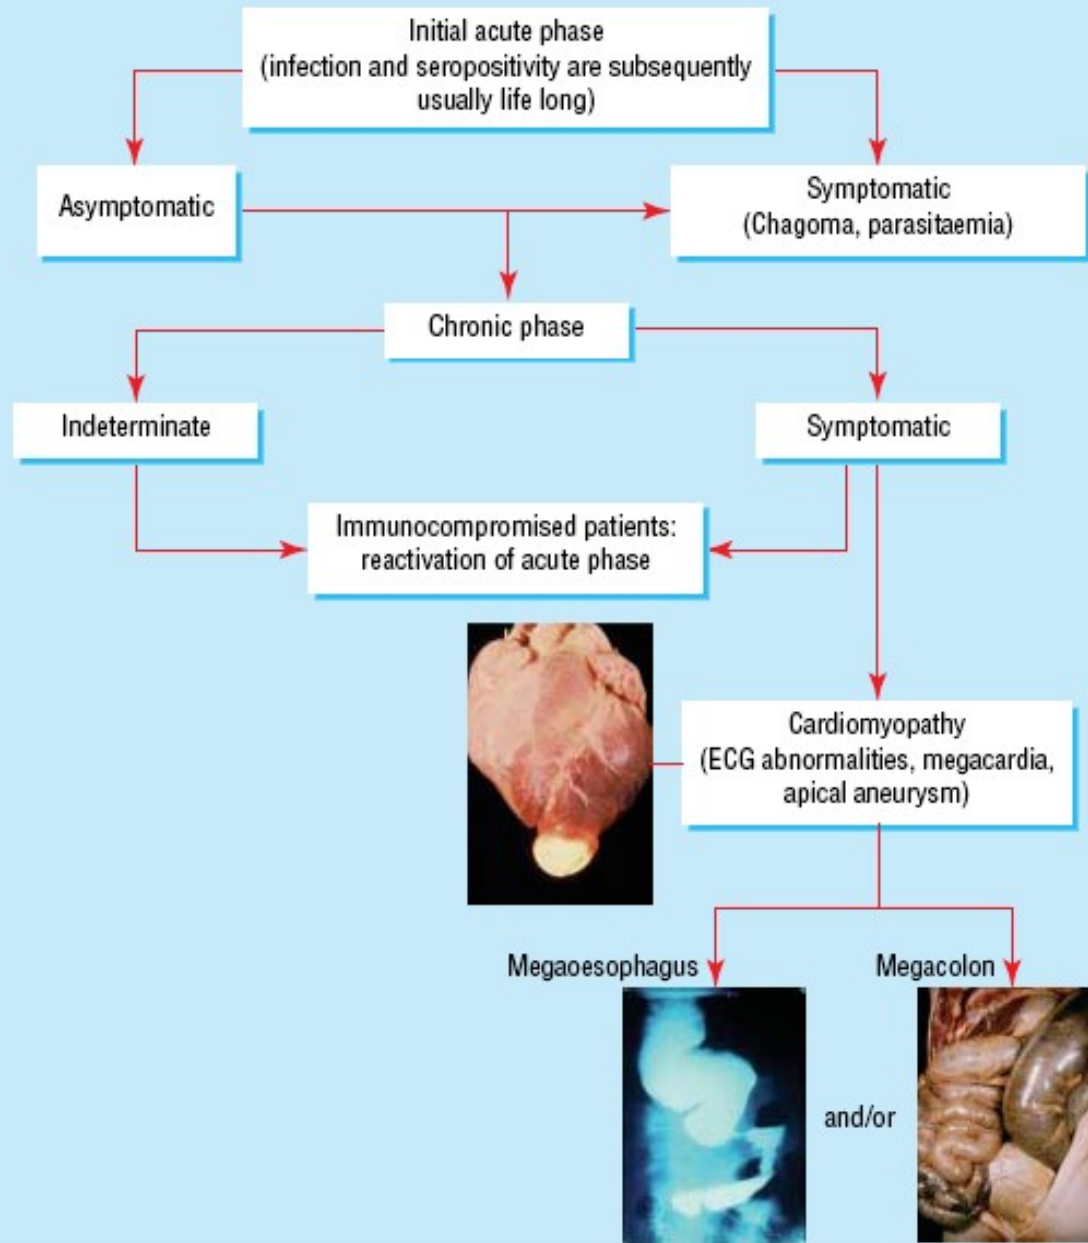 Initial acute phase
(infection and seropositivity are subsequently
usually life long)
Asymptomatic
Symptomatic
(Chagoma, parasitaemia)
Chronic phase
Indeterminate
Symptomatic
Immunocompromised patients:
reactivation of acute phase
Cardiomyopathy
(ECG abnormalities, megacardia,
apical aneurysm)
Megaoesophagus
Megacolon
and/or